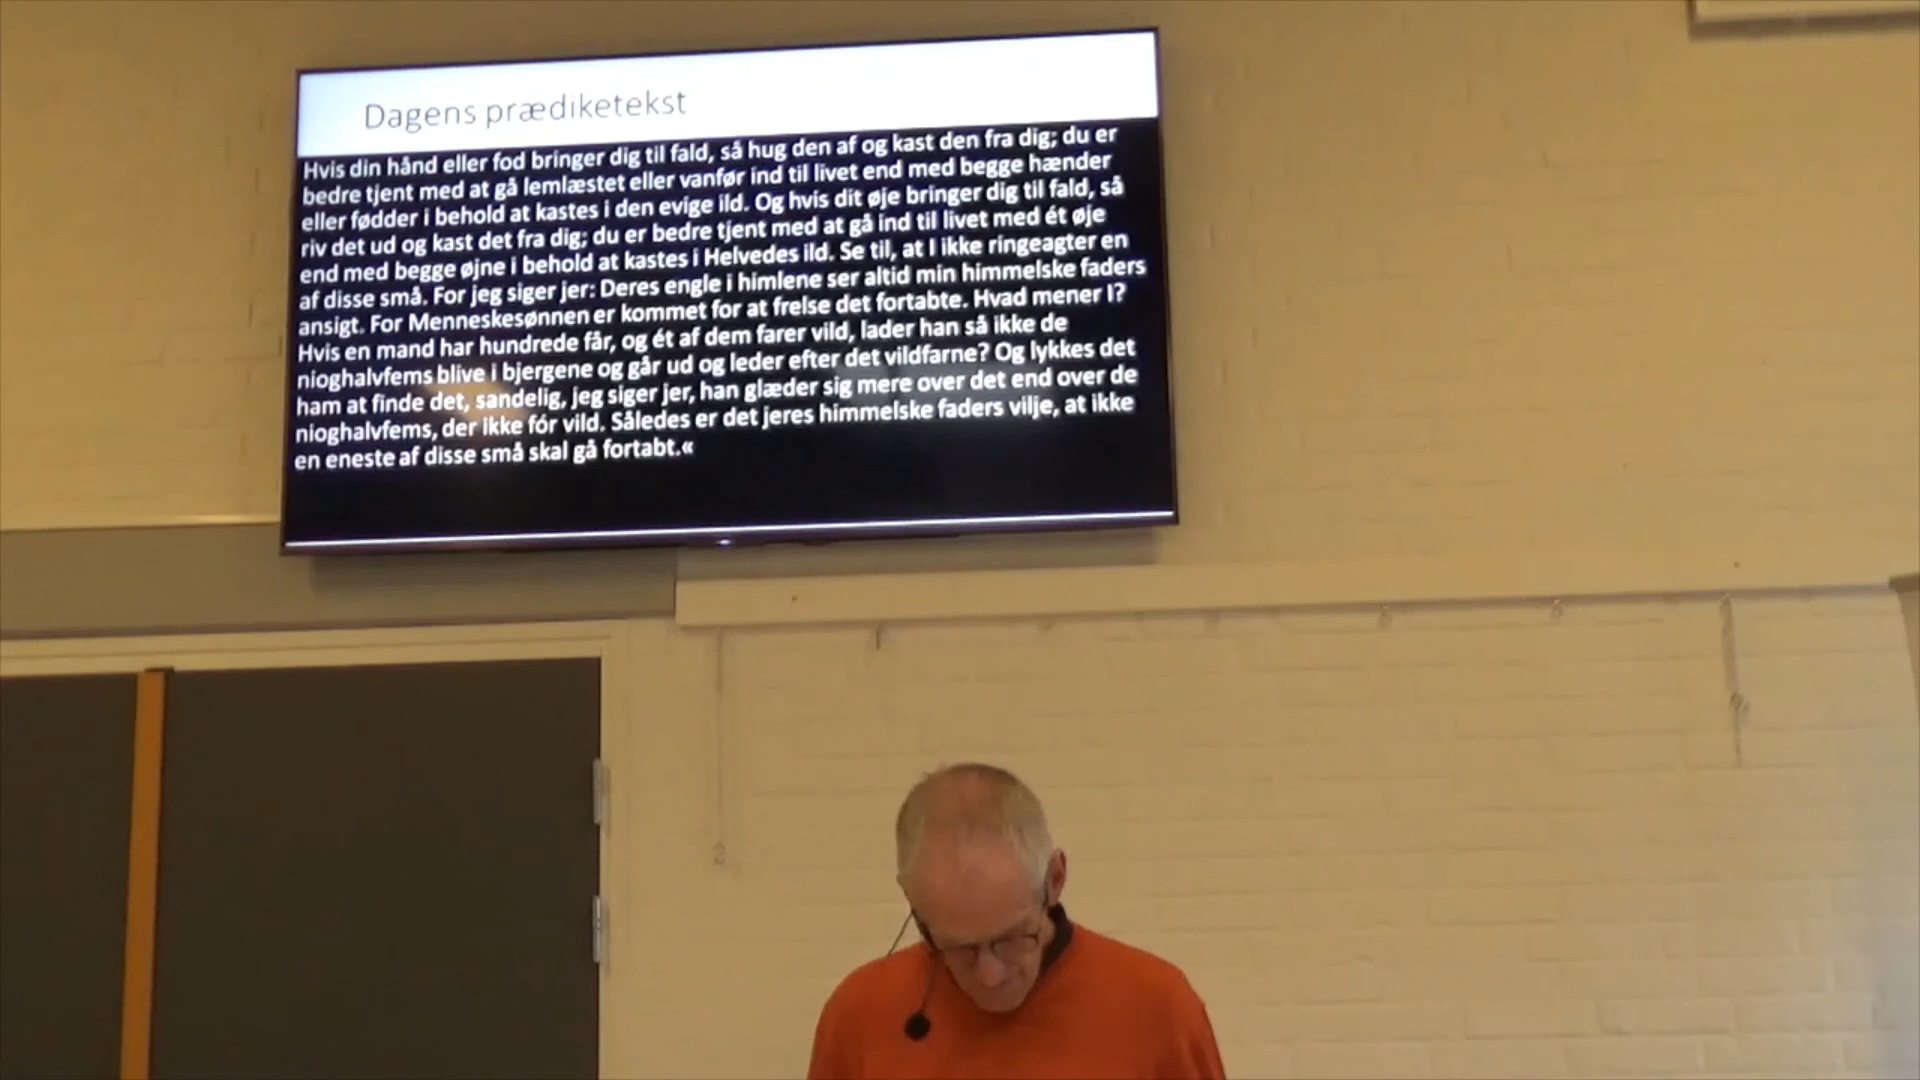 Dagens prædiketekst
Hvis din hånd eller fod bringer dig til fald, så hug den af og kast den fra dig; du er
bedre tjent med at gå lemlæstet eller vanfør ind til livet end med begge hænder
eller fødder i behold at kastes i den evige ild. Og hvis dit øje bringer dig til fald, så
riv det ud og kast det fra dig; du er bedre tjent med at gå ind til livet med ét øje
end med begge øjne i behold at kastes i Helvedes ild. Se til, at I ikke ringeagter en
af disse små. For jeg siger jer: Deres engle i himlene ser altid min himmelske faders
ansigt. For Menneskesønnen er kommet for at frelse det fortabte. Hvad mener I?
Hvis en mand har hundrede får, og ét af dem farer vild, lader han så ikke de
nioghalvfems blive i bjergene og går ud og leder efter det vildfarne? Og lykkes det
ham at finde det, sandelig, jeg siger jer, han glæder sig mere over det end over de
nioghalvfems, der ikke fór vild. Således er det jeres himmelske faders vilje, at ikke
en eneste af disse små skal gå fortabt.«